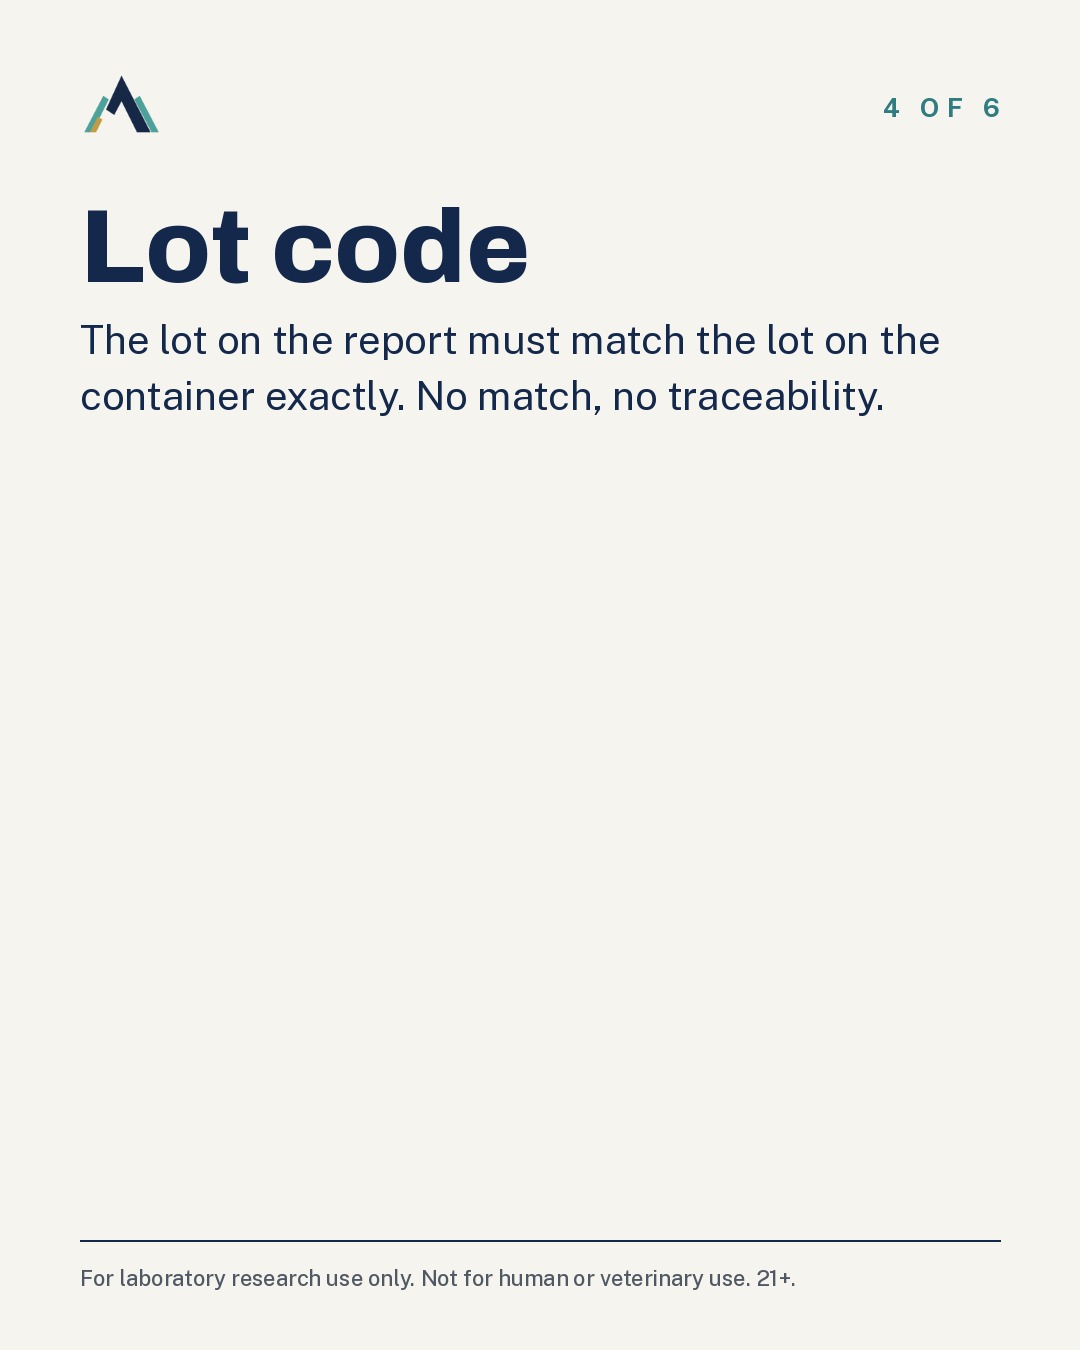 4 OF 6
Lot code
The lot on the report must match the lot on the
container exactly. No match, no traceability.
For laboratory research use only. Not for human or veterinary use. 21+.